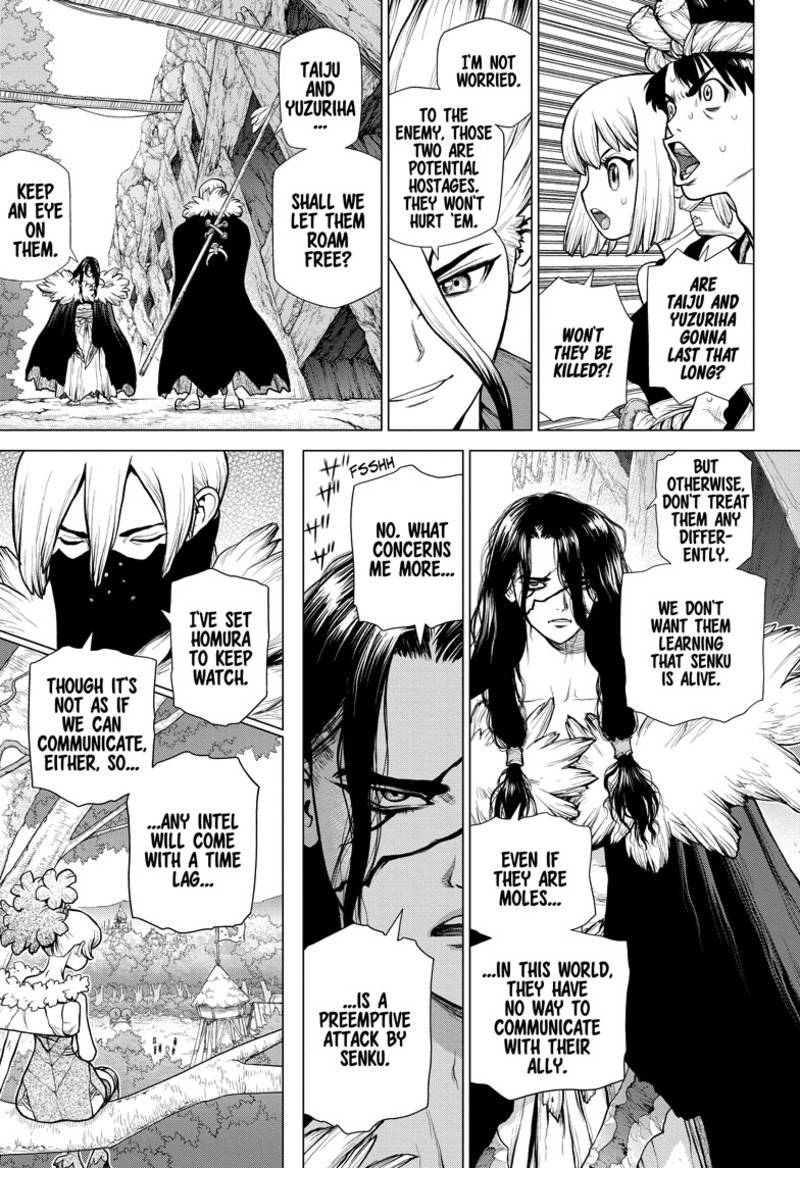 ARE
TAIJU AND
YUZURIHA
GONNA
LAST THAT
LONG?
WON'T
THEY BE
KILLED?!
I'M NOT
WORRIED.
TO THE
ENEMY, THOSE
TWO ARE
POTENTIAL
HOSTAGES.
THEY WON'T
HURT 'EM.
TAIJU
AND
YUZURIHA
...
SHALL WE
LET THEM
ROAM
FREE?
KEEP
AN EYE
ON
THEM.
BUT
OTHERWISE,
DON'T TREAT
THEM ANY
DIFFER-
ENTLY.
WE DON'T
WANT THEM
LEARNING
THAT SENKU
IS ALIVE.
EVEN IF
THEY ARE
MOLES...
...IN THIS WORLD,
THEY HAVE
NO WAY TO
COMMUNICATE
WITH THEIR
ALLY.
FSSHH
NO. WHAT
CONCERNS
ME MORE...
...IS A
PREEMPTIVE
ATTACK BY
SENKU.
I'VE SET
HOMURA
TO KEEP
WATCH.
THOUGH IT'S
NOT AS IF
WE CAN
COMMUNICATE,
EITHER, SO...
...ANY INTEL
WILL COME
WITH A TIME
LAG...